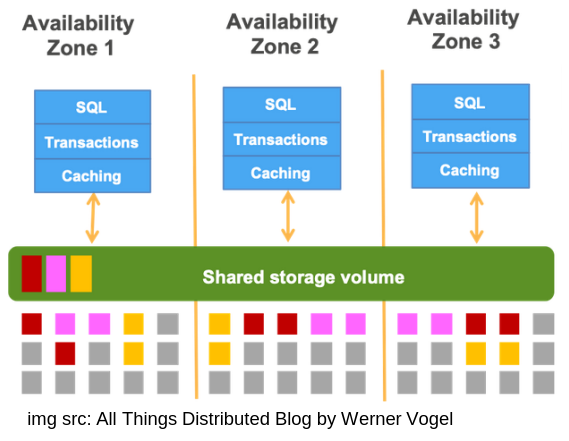 Availability
Zone 1
Availability
Zone 2
Availability
Zone 3
SQL
Transactions
Caching
SQL
Transactions
Caching
SQL
Transactions
Caching
Shared storage volume
img src: All Things Distributed Blog by Werner Vogel